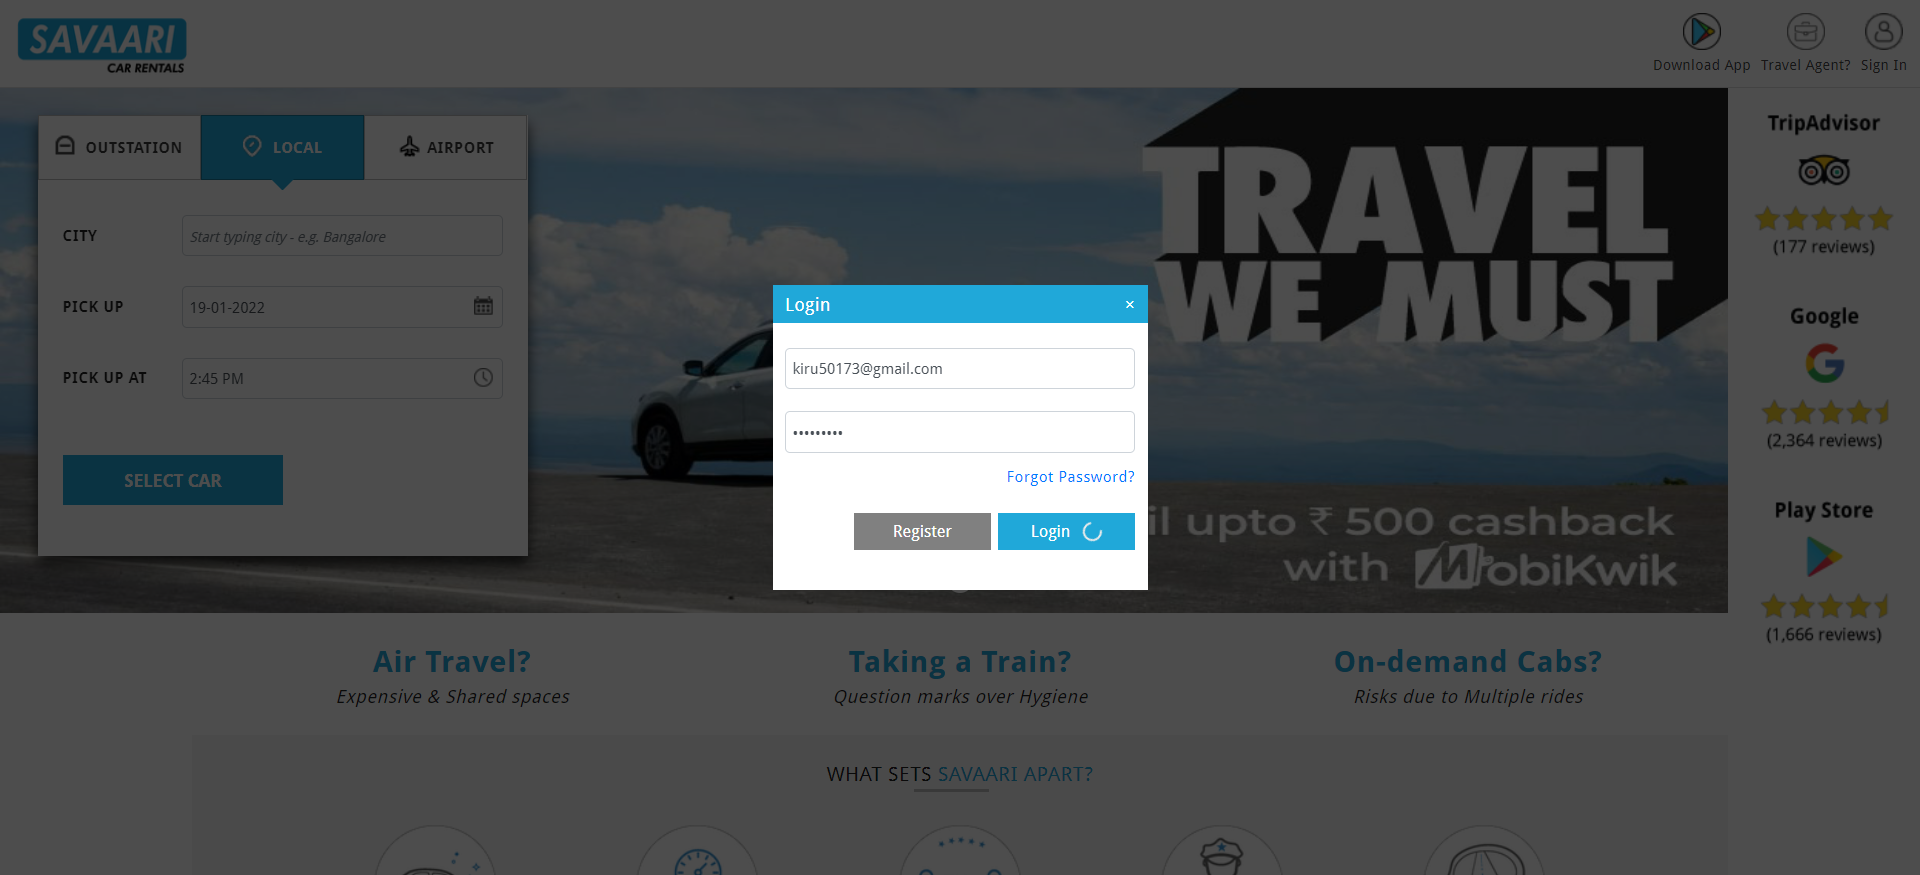 SAVAARI
CAR RENTALS
Download App
Travel Agent?
Sign In
OUTSTATION
LOCAL
AIRPORT
CITY
Start typing city - e.g. Bangalore
PICK UP
19-01-2022
PICK UP AT
2:45 PM
SELECT CAR
TRAVEL
WE MUST
upto ₹ 500 cashback
with MobiKwik
Login
×
kiru50173@gmail.com
•••••••••
Forgot Password?
Register
Login
TripAdvisor
(177 reviews)
Google
(2,364 reviews)
Play Store
(1,666 reviews)
Air Travel?
Expensive & Shared spaces
Taking a Train?
Question marks over Hygiene
On-demand Cabs?
Risks due to Multiple rides
WHAT SETS SAVAARI APART?